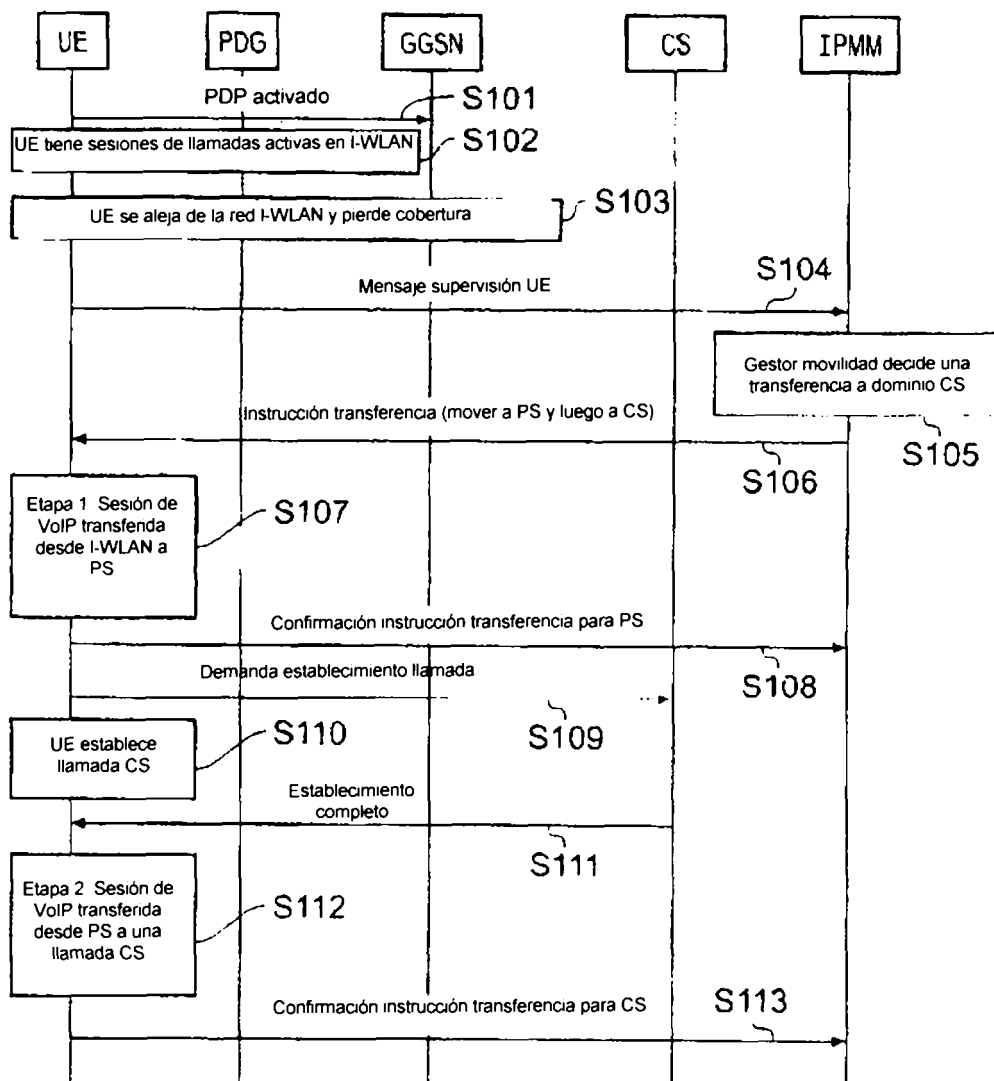 UE
PDG
GGSN
CS
IPMM
PDP activado
S101
UE tiene sesiones de llamadas activas en I-WLAN
S102
UE se aleja de la red I-WLAN y pierde cobertura
S103
Mensaje supervisión UE
S104
Gestor movilidad decide una
transferencia a dominio CS
S105
Instrucción transferencia (mover a PS y luego a CS)
S106
Etapa 1 Sesión de
VoIP transferida
desde I-WLAN a
PS
S107
Confirmación instrucción transferencia para PS
S108
Demanda establecimiento llamada
S109
UE establece
llamada CS
S110
Establecimiento
completo
S111
Etapa 2 Sesión de
VoIP transferida
desde PS a una
llamada CS
S112
Confirmación instrucción transferencia para CS
S113